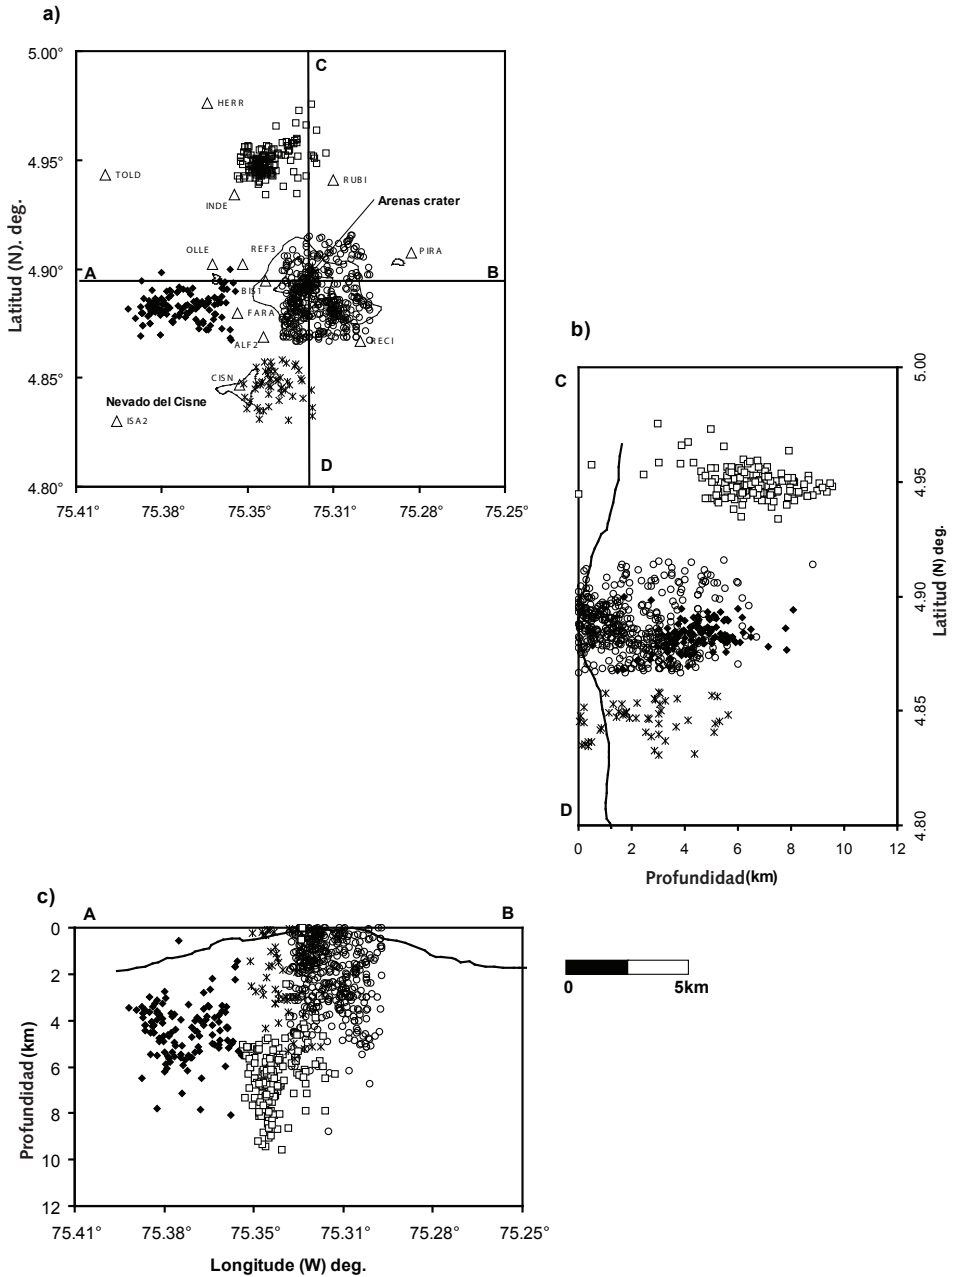 a)
5.00°
C
HERR
4.95°
TOLD
RUBI
INDE
Arenas crater
OLLE
REF3
PIRA
4.90°
A
B
BIS1
FARA
ALF2
RECI
4.85°
CISN
Nevado del Cisne
ISA2
D
4.80°
75.41°
75.38°
75.35°
75.31°
75.28°
75.25°
Latitud (N). deg.
b)
C
5.00
4.95
4.90
4.85
4.80
Latitud (N) deg.
D
0 2 4 6 8 10 12
Profundidad(km)
c)
A
B
0
2
4
6
8
10
12
Profundidad (km)
75.41° 75.38° 75.35° 75.31° 75.28° 75.25°
Longitude (W) deg.
0 5km